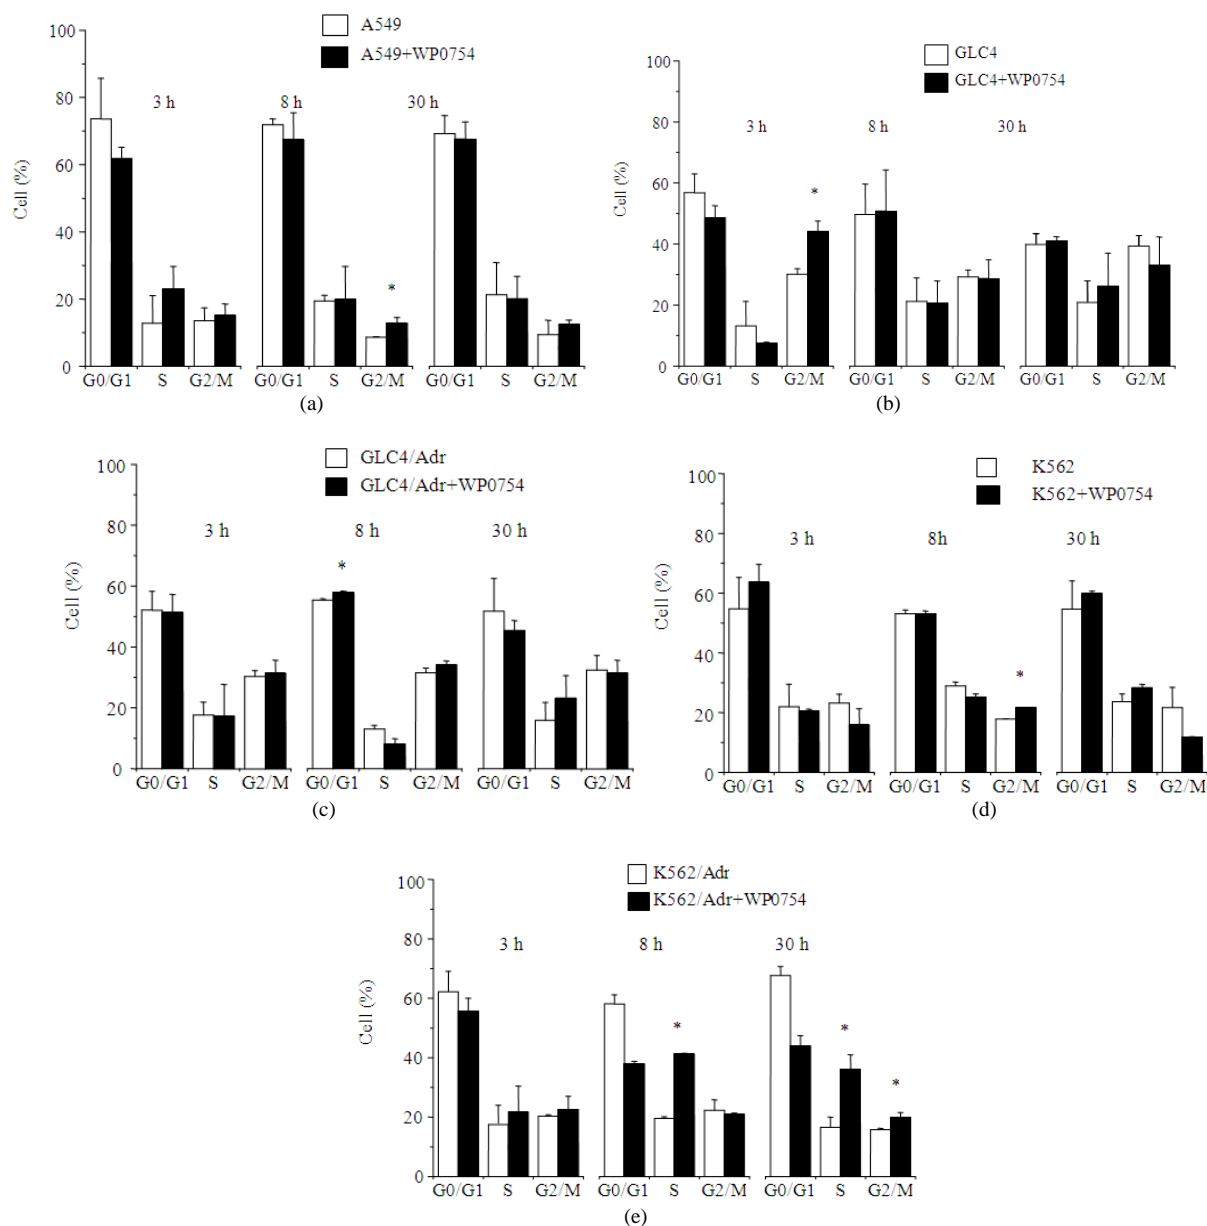 A549
A549+WP0754
100
80
60
40
20
0
Cell (%)
3 h
8 h
30 h
G0/G1 S G2/M G0/G1 S G2/M G0/G1 S G2/M
*
(a)
GLC4
GLC4+WP0754
100
80
60
40
20
0
Cell (%)
3 h
8 h
30 h
*
G0/G1 S G2/M G0/G1 S G2/M G0/G1 S G2/M
(b)
GLC4/Adr
GLC4/Adr+WP0754
100
80
60
40
20
0
Cell (%)
3 h
8 h
30 h
*
G0/G1 S G2/M G0/G1 S G2/M G0/G1 S G2/M
(c)
K562
K562+WP0754
100
80
60
40
20
0
Cell (%)
3 h
8h
30 h
*
G0/G1 S G2/M G0/G1 S G2/M G0/G1 S G2/M
(d)
K562/Adr
K562/Adr+WP0754
100
80
60
40
20
0
Cell (%)
3 h
8 h
30 h
* * *
G0/G1 S G2/M G0/G1 S G2/M G0/G1 S G2/M
(e)